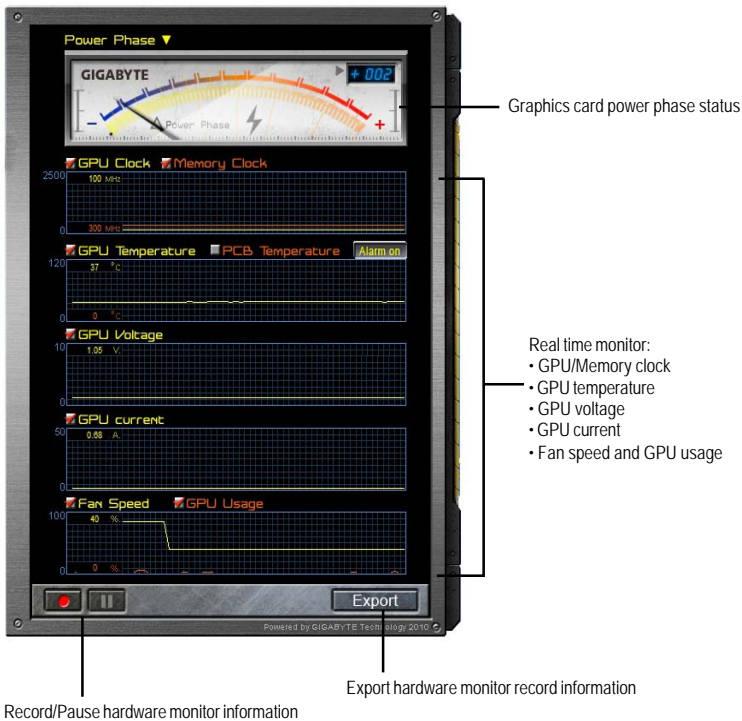 Power Phase ▼
GIGABYTE
+ 002
Power Phase
− +
Graphics card power phase status
GPU Clock Memory Clock
2500
100 MHz
300 MHz
0
GPU Temperature PCB Temperature Alarm on
120
37 °C
0 °C
0
GPU Voltage
10
1.05 V.
0
GPU current
50
0.68 A.
0
Fan Speed GPU Usage
100
40 %.
0 %.
0
Real time monitor:
• GPU/Memory clock
• GPU temperature
• GPU voltage
• GPU current
• Fan speed and GPU usage
Export
Powered by GIGABYTE Technology 2010
Export hardware monitor record information
Record/Pause hardware monitor information